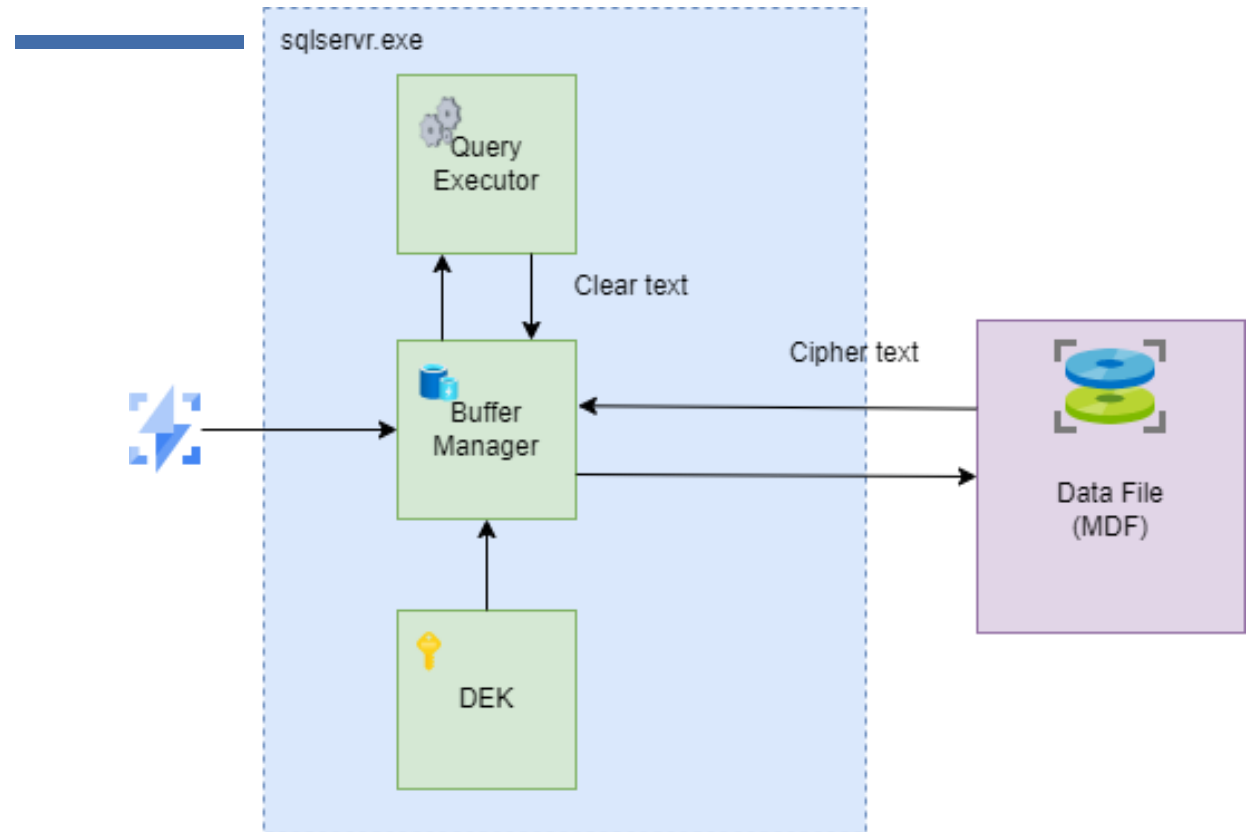 sqlservr.exe
Query
Executor
Clear text
Cipher text
Buffer
Manager
Data File
(MDF)
DEK